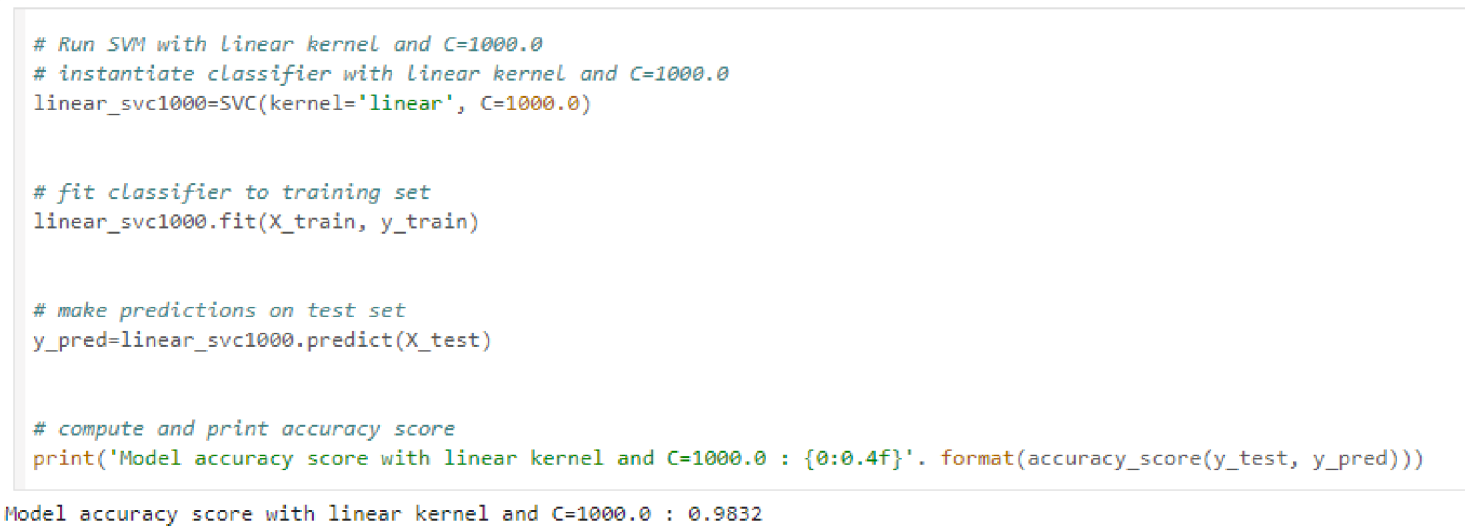 # Run SVM with linear kernel and C=1000.0
# instantiate classifier with linear kernel and C=1000.0
linear_svc1000=SVC(kernel='linear', C=1000.0)
# fit classifier to training set
linear_svc1000.fit(X_train, y_train)
# make predictions on test set
y_pred=linear_svc1000.predict(X_test)
# compute and print accuracy score
print('Model accuracy score with linear kernel and C=1000.0 : {0:0.4f}'. format(accuracy_score(y_test, y_pred)))
Model accuracy score with linear kernel and C=1000.0 : 0.9832